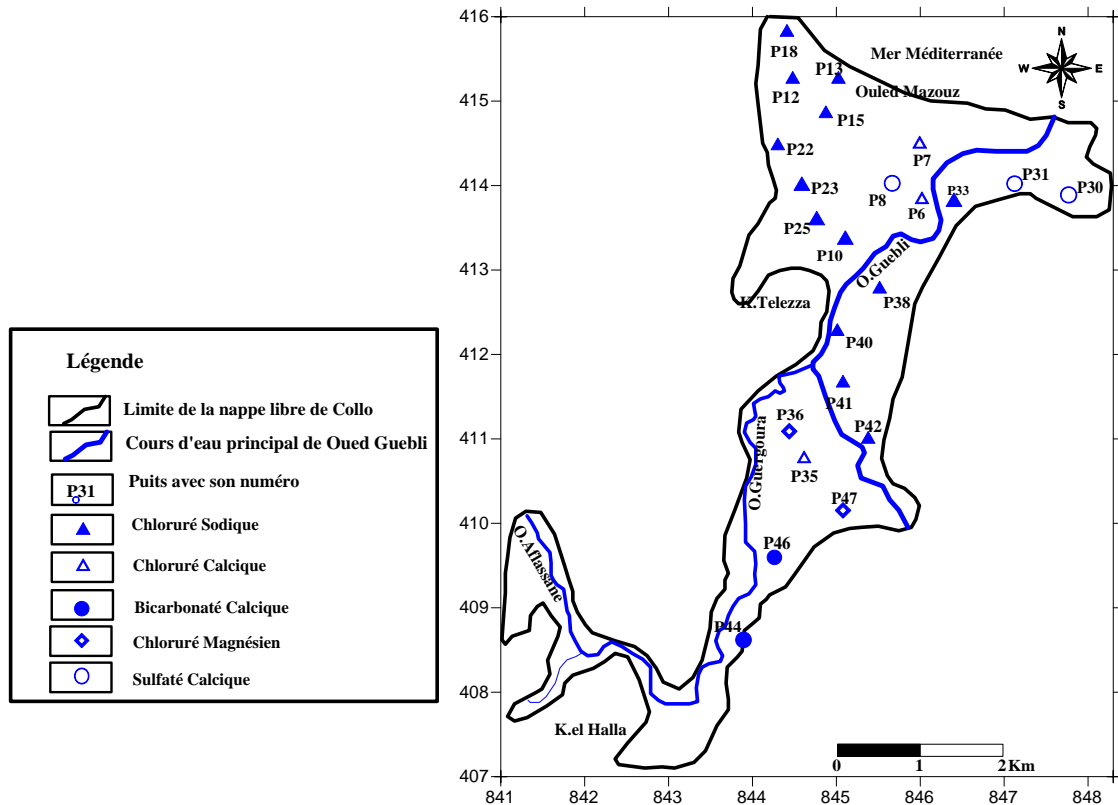 416
415
414
413
412
411
410
409
408
407
841
842
843
844
845
846
847
848
Mer Méditerranée
N
W
E
S
P18
P13
Ouled Mazouz
P12
P15
P22
P7
P23
P8
P6
P33
P31
P30
P25
P10
O.Guebli
K.Telezza
P38
P40
P41
P36
P42
O.Guergoura
P35
P47
P46
O.Aflassane
P44
K.el Halla
0
1
2 Km
Légende
Limite de la nappe libre de Collo
Cours d'eau principal de Oued Guebli
P31
Puits avec son numéro
Chloruré Sodique
Chloruré Calcique
Bicarbonaté Calcique
Chloruré Magnésien
Sulfaté Calcique